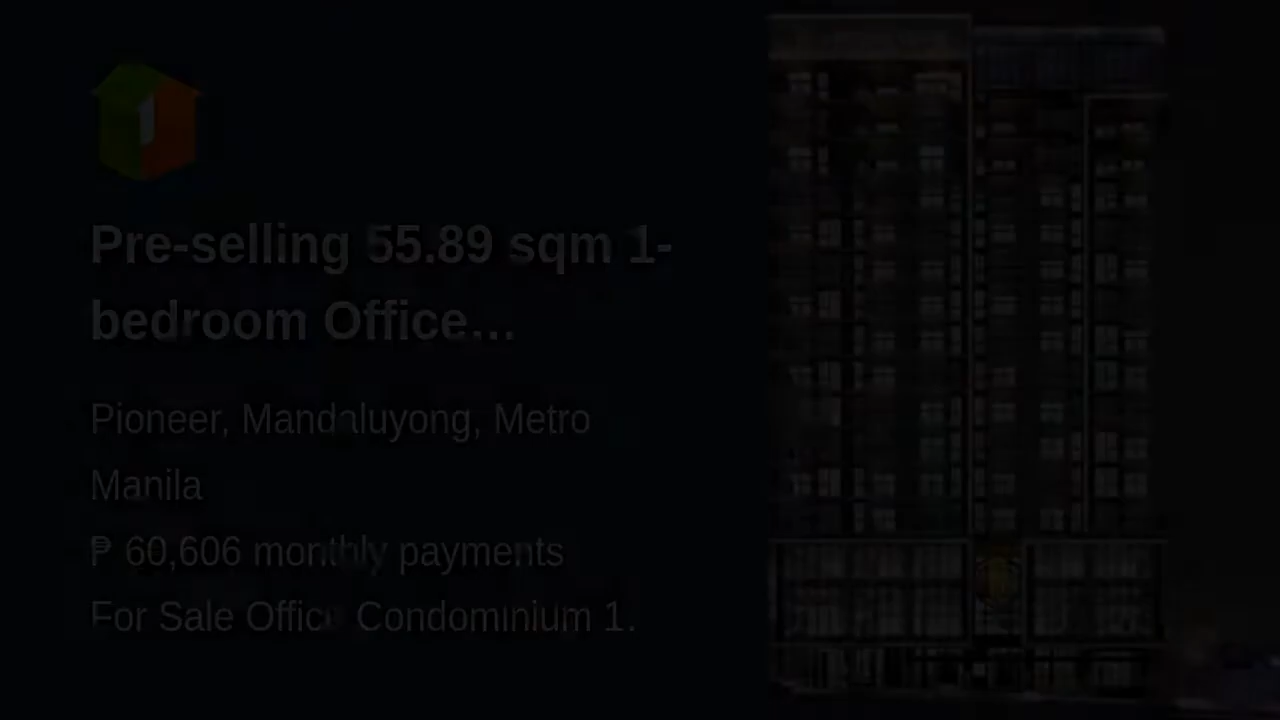 Pre-selling 55.89 sqm 1-
bedroom Office...
Pioneer, Mandaluyong, Metro
Manila
₱ 60,606 monthly payments
For Sale Office Condominium 1.